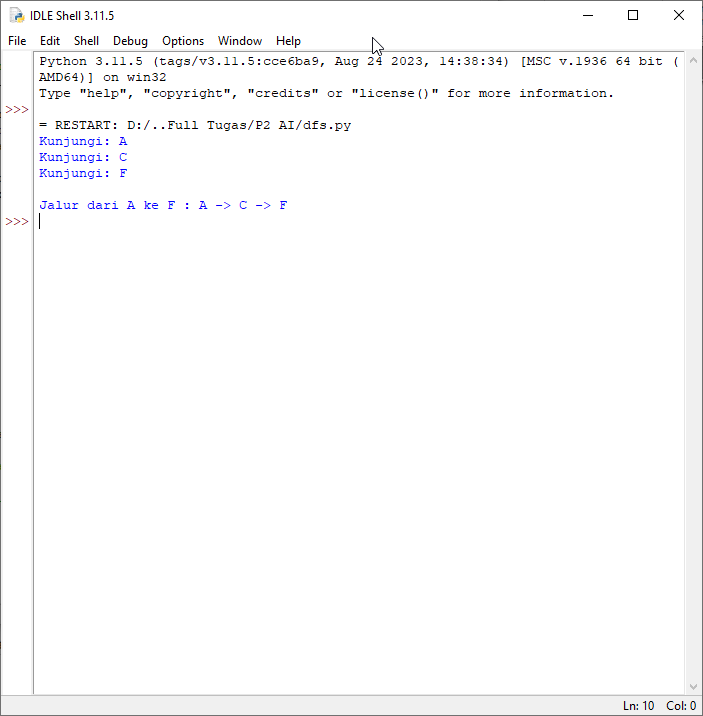 IDLE Shell 3.11.5
File Edit Shell Debug Options Window Help
Python 3.11.5 (tags/v3.11.5:cce6ba9, Aug 24 2023, 14:38:34) [MSC v.1936 64 bit (
AMD64)] on win32
Type "help", "copyright", "credits" or "license()" for more information.
>>>
= RESTART: D:/..Full Tugas/P2 AI/dfs.py
Kunjungi: A
Kunjungi: C
Kunjungi: F
Jalur dari A ke F : A -> C -> F
>>>
Ln: 10 Col: 0